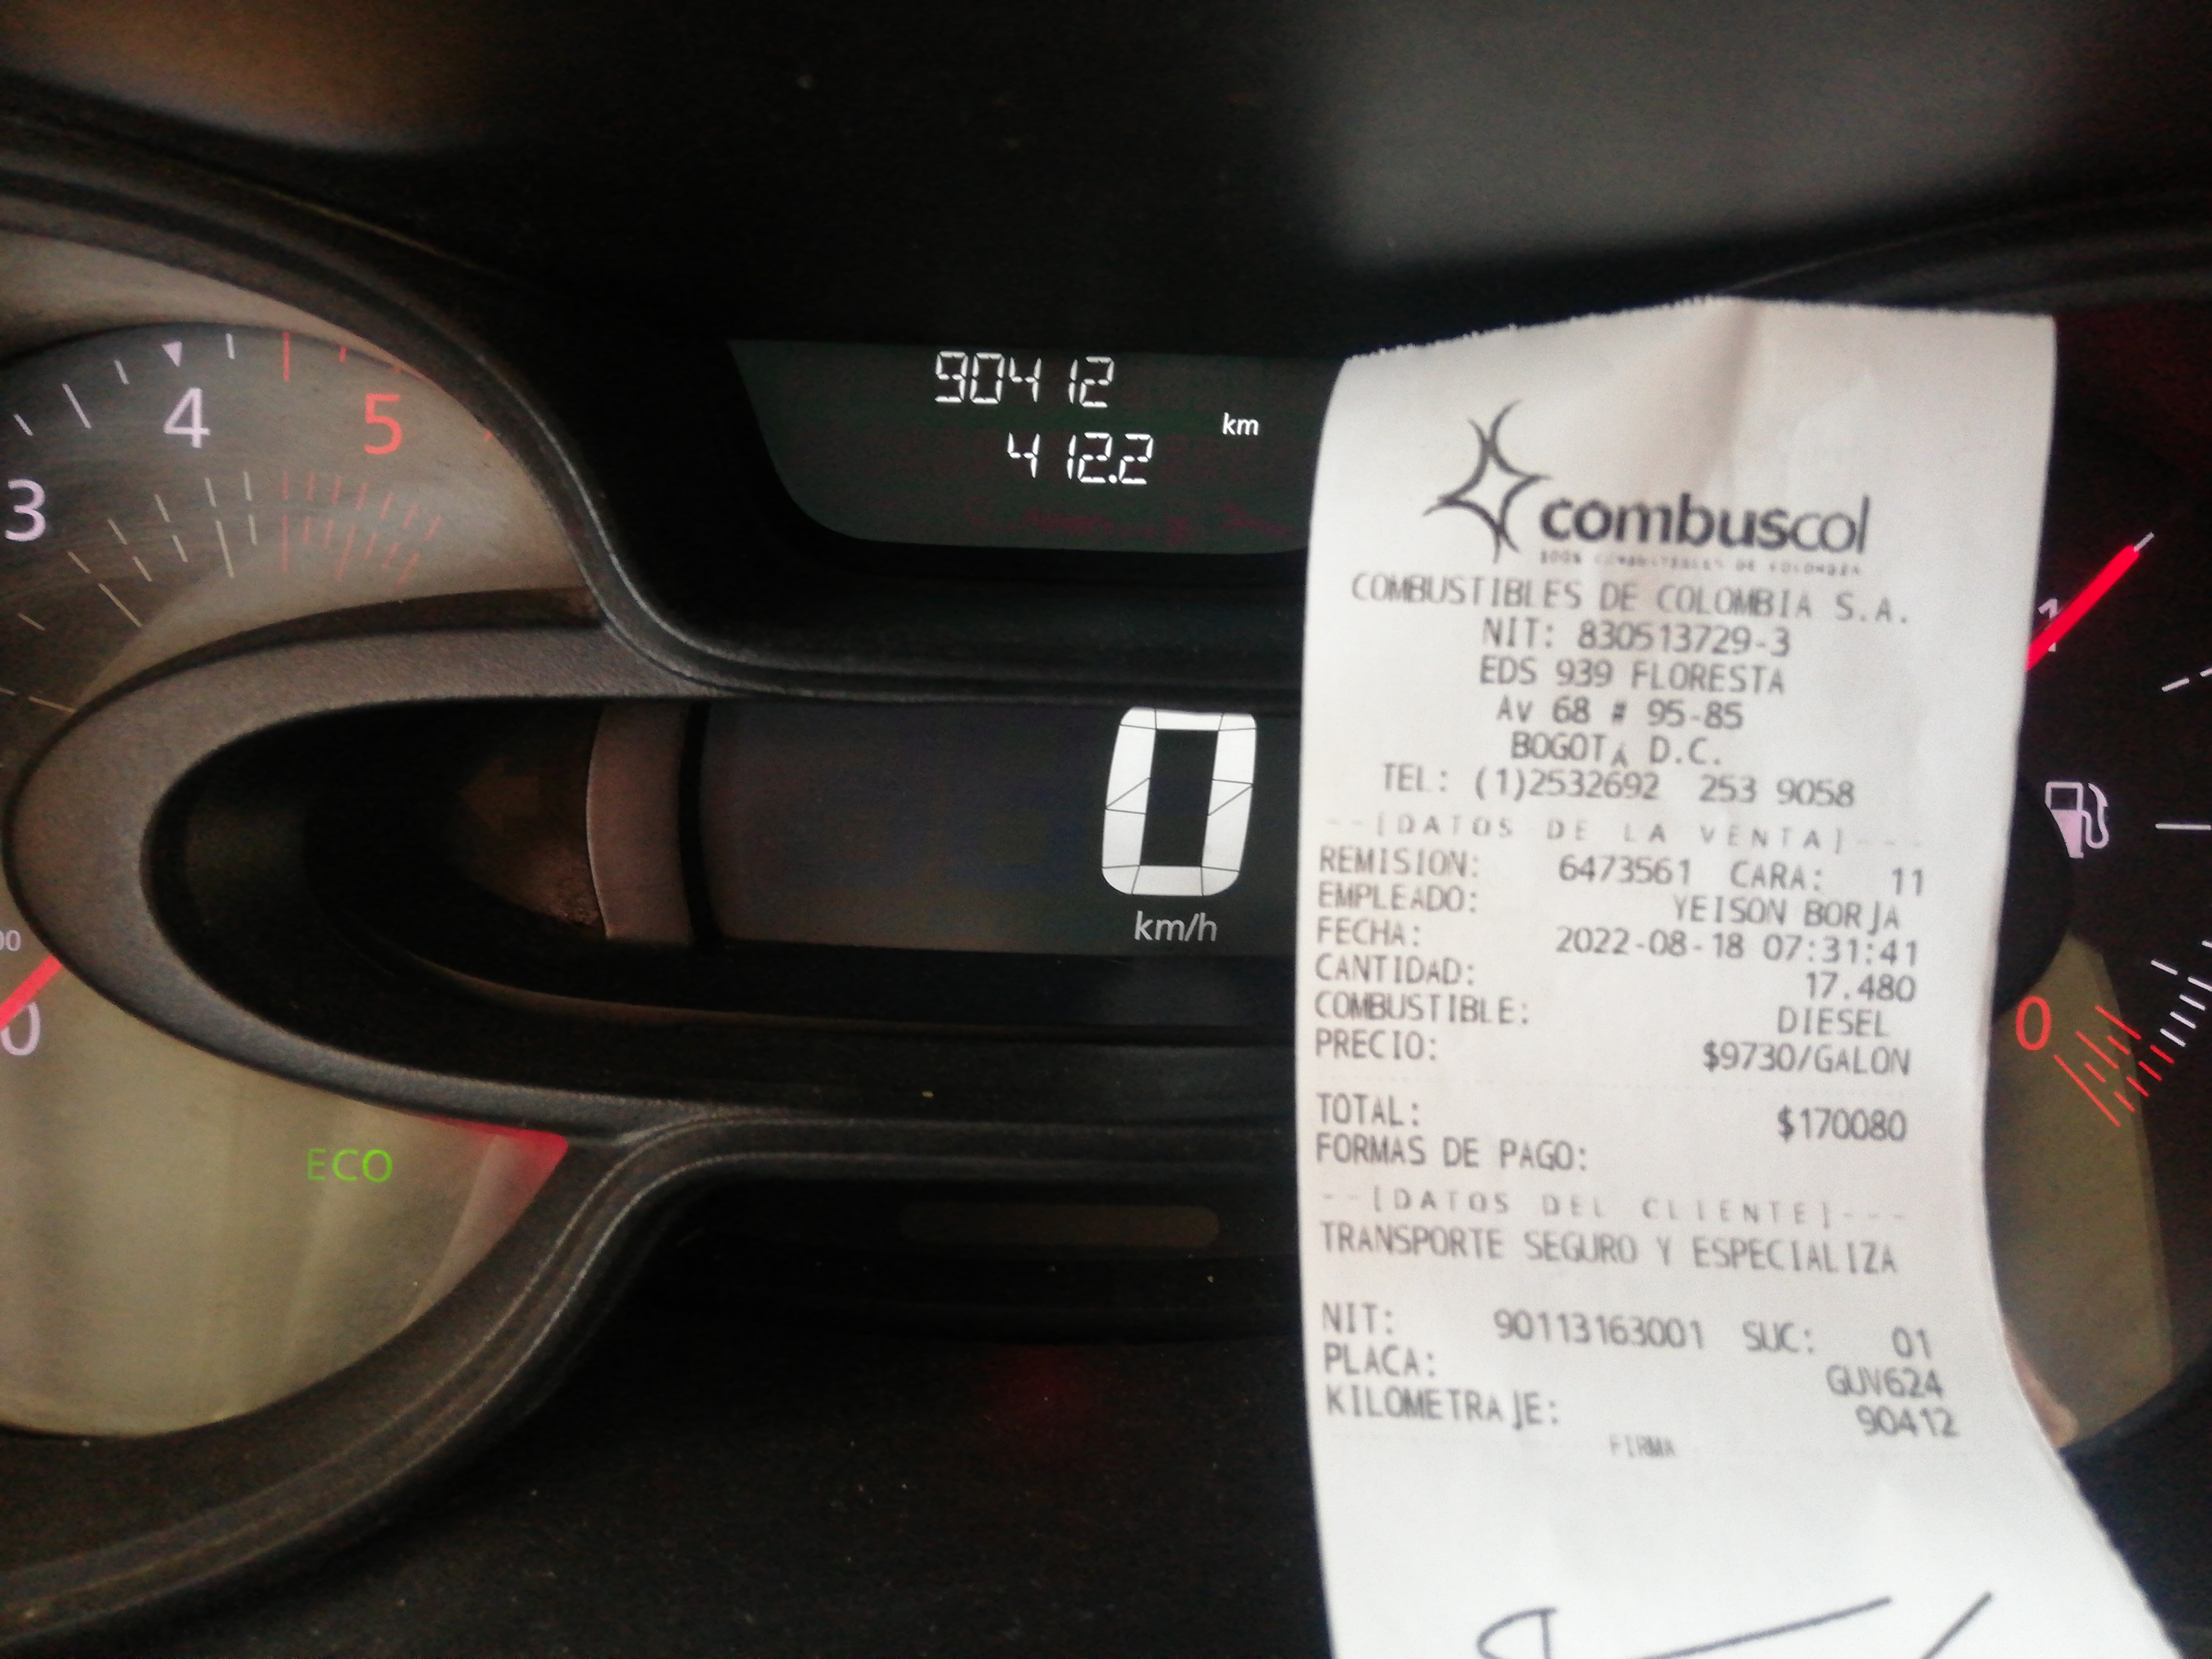 90412
km
412.2
3
4
5
00
0
0
km/h
ECO
1
0
combuscol
COMBUSTIBLES DE COLOMBIA S.A.
NIT: 830513729-3
EDS 939 FLORESTA
Av 68 # 95-85
BOGOTA D.C.
TEL: (1)2532692 253 9058
--[DATOS DE LA VENTA]---
REMISION: 6473561 CARA: 11
EMPLEADO: YEISON BORJA
FECHA: 2022-08-18 07:31:41
CANTIDAD: 17.480
COMBUSTIBLE: DIESEL
PRECIO: $9730/GALON
TOTAL: $170080
FORMAS DE PAGO:
--[DATOS DEL CLIENTE]---
TRANSPORTE SEGURO Y ESPECIALIZA
NIT: 90113163001 SUC: 01
PLACA: GUV624
KILOMETRAJE: 90412
FIRMA